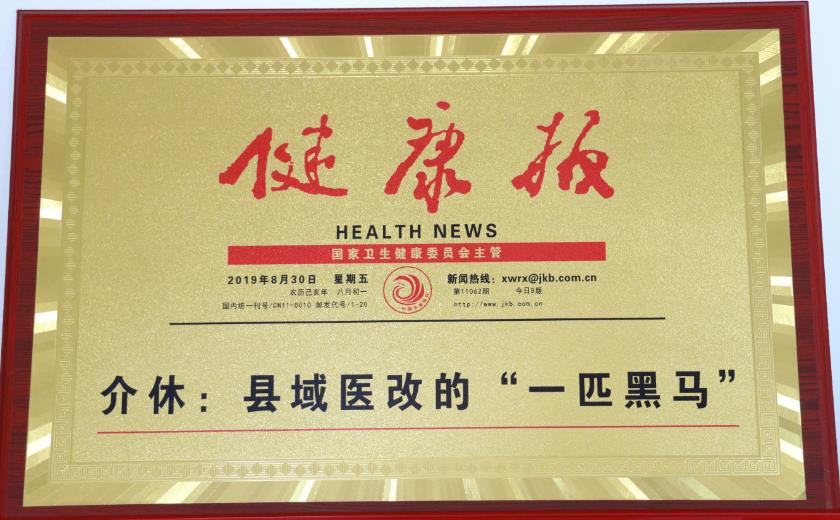 健康报
HEALTH NEWS
国家卫生健康委员会主管
2019年8月30日 星期五
农历己亥年 八月初一
国内统一刊号/CN11-0010 邮发代号/1-20
新闻热线：xwrx@jkb.com.cn
第11062期 今日8版
http://www.jkb.com.cn
介休：县域医改的“一匹黑马”